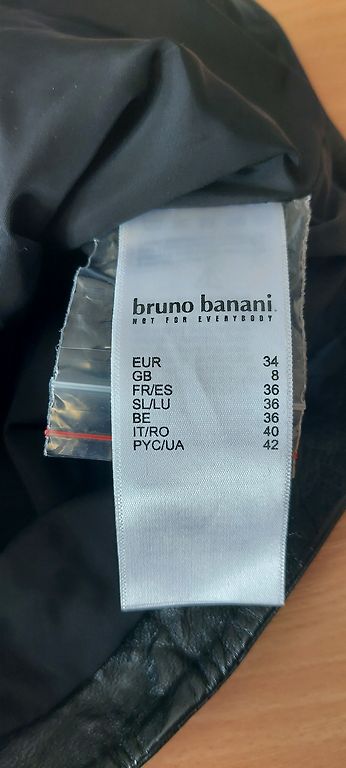 bruno banani.
NOT FOR EVERYBODY
EUR 34
GB 8
FR/ES 36
SL/LU 36
BE 36
IT/RO 40
PYC/UA 42